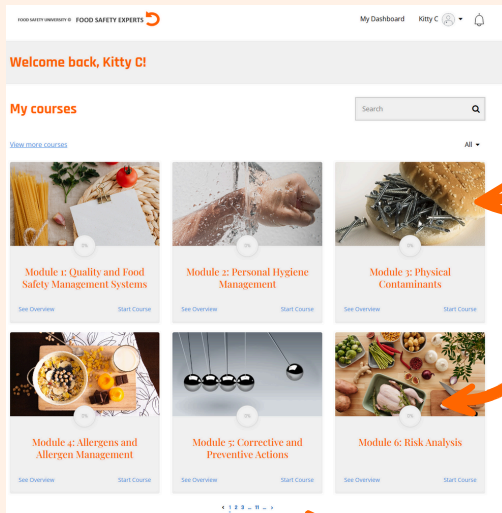 FOOD SAFETY UNIVERSITY © FOOD SAFETY EXPERTS
My Dashboard Kitty C
Welcome back, Kitty C!
My courses
Search
View more courses
All
0% 0% 0%
Module 1: Quality and Food Module 2: Personal Hygiene Module 3: Physical
Safety Management Systems Management Contaminants
See Overview Start Course See Overview Start Course See Overview Start Course
0% 0% 0%
Module 4: Allergens and Module 5: Corrective and Module 6: Risk Analysis
Allergen Management Preventive Actions
See Overview Start Course See Overview Start Course See Overview Start Course
< 1 2 3 ... 11 ... >